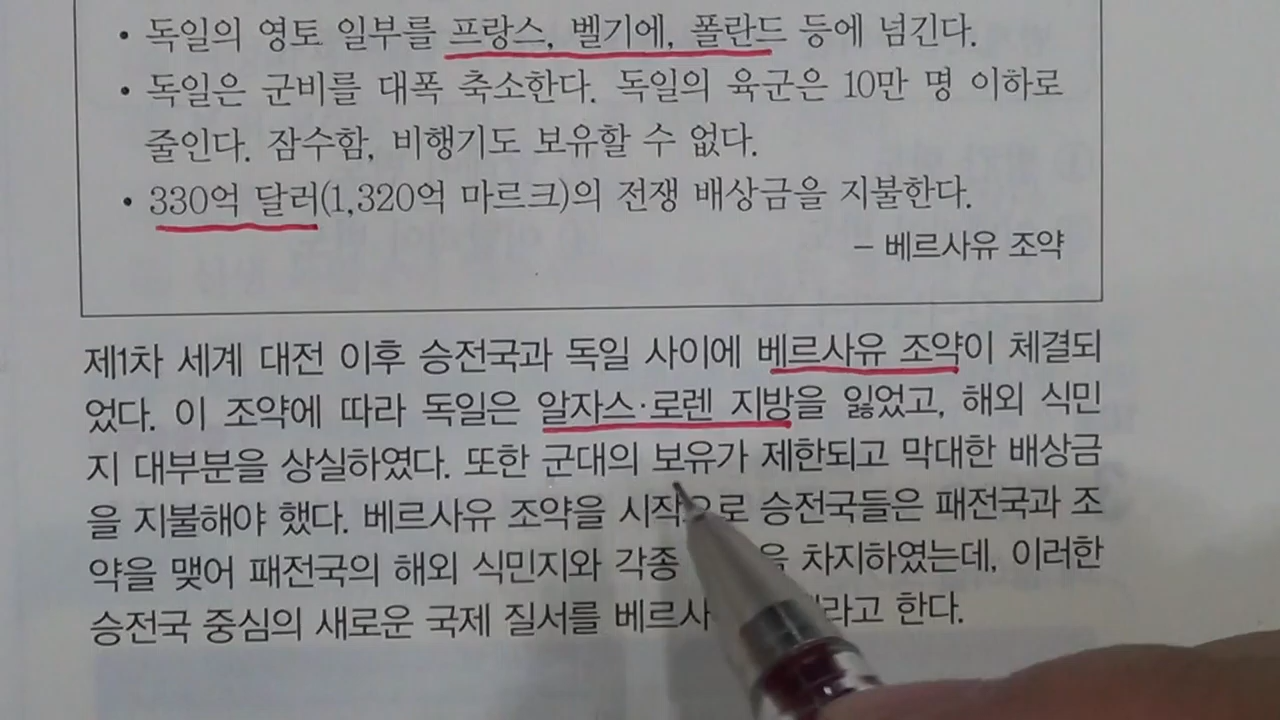 • 독일의 영토 일부를 프랑스, 벨기에, 폴란드 등에 넘긴다.
• 독일은 군비를 대폭 축소한다. 독일의 육군은 10만 명 이하로
줄인다. 잠수함, 비행기도 보유할 수 없다.
• 330억 달러(1,320억 마르크)의 전쟁 배상금을 지불한다.
– 베르사유 조약
제1차 세계 대전 이후 승전국과 독일 사이에 베르사유 조약이 체결되
었다. 이 조약에 따라 독일은 알자스·로렌 지방을 잃었고, 해외 식민
지 대부분을 상실하였다. 또한 군대의 보유가 제한되고 막대한 배상금
을 지불해야 했다. 베르사유 조약을 시작으로 승전국들은 패전국과 조
약을 맺어 패전국의 해외 식민지와 각종 차지하였는데, 이러한
승전국 중심의 새로운 국제 질서를 베르사 라고 한다.